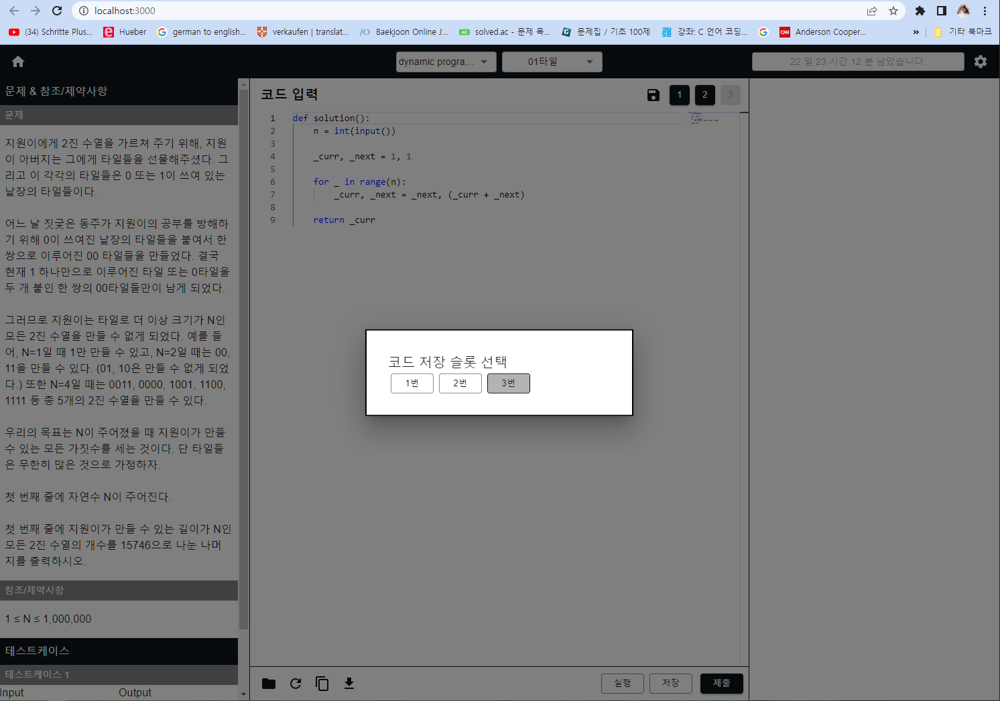 localhost:3000
(34) Schritte Plus...
Hueber
german to english...
verkaufen | translat...
Baekjoon Online J...
solved.ac - 문제 목...
문제집 / 기초 100제
강좌: C 언어 코딩...
Anderson Cooper...
»
기타 북마크
dynamic progra...
01타일
22 일 23 시간 12 분 남았습니다.
문제 & 참조/제약사항
문제
지원이에게 2진 수열을 가르쳐 주기 위해, 지원
이 아버지는 그에게 타일들을 선물해주셨다. 그
리고 이 각각의 타일들은 0 또는 1이 쓰여 있는
낱장의 타일들이다.
어느 날 짓궂은 동주가 지원이의 공부를 방해하
기 위해 0이 쓰여진 낱장의 타일들을 붙여서 한
쌍으로 이루어진 00 타일들을 만들었다. 결국
현재 1 하나만으로 이루어진 타일 또는 0타일을
두 개 붙인 한 쌍의 00타일들만이 남게 되었다.
그러므로 지원이는 타일로 더 이상 크기가 N인
모든 2진 수열을 만들 수 없게 되었다. 예를 들
어, N=1일 때 1만 만들 수 있고, N=2일 때는 00,
11을 만들 수 있다. (01, 10은 만들 수 없게 되었
다.) 또한 N=4일 때는 0011, 0000, 1001, 1100,
1111 등 총 5개의 2진 수열을 만들 수 있다.
우리의 목표는 N이 주어졌을 때 지원이가 만들
수 있는 모든 가짓수를 세는 것이다. 단 타일들
은 무한히 많은 것으로 가정하자.
첫 번째 줄에 자연수 N이 주어진다.
첫 번째 줄에 지원이가 만들 수 있는 길이가 N인
모든 2진 수열의 개수를 15746으로 나눈 나머
지를 출력하시오.
참조/제약사항
1 ≤ N ≤ 1,000,000
테스트케이스
테스트케이스 1
Input Output
코드 입력
1 2 3
1 def solution():
2 n = int(input())
3
4 _curr, _next = 1, 1
5
6 for _ in range(n):
7 _curr, _next = _next, (_curr + _next)
8
9 return _curr
코드 저장 슬롯 선택
1번 2번 3번
실행 저장 제출